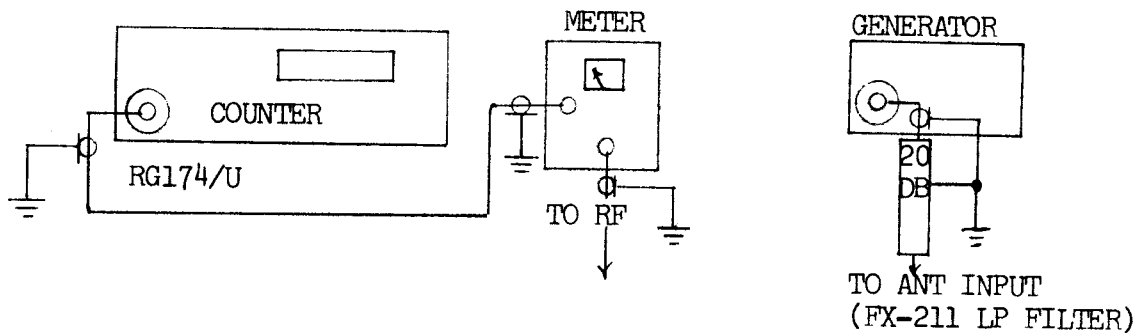 METER
GENERATOR
COUNTER
RG174/U
20
DB
TO RF
TO ANT INPUT
(FX-211 LP FILTER)